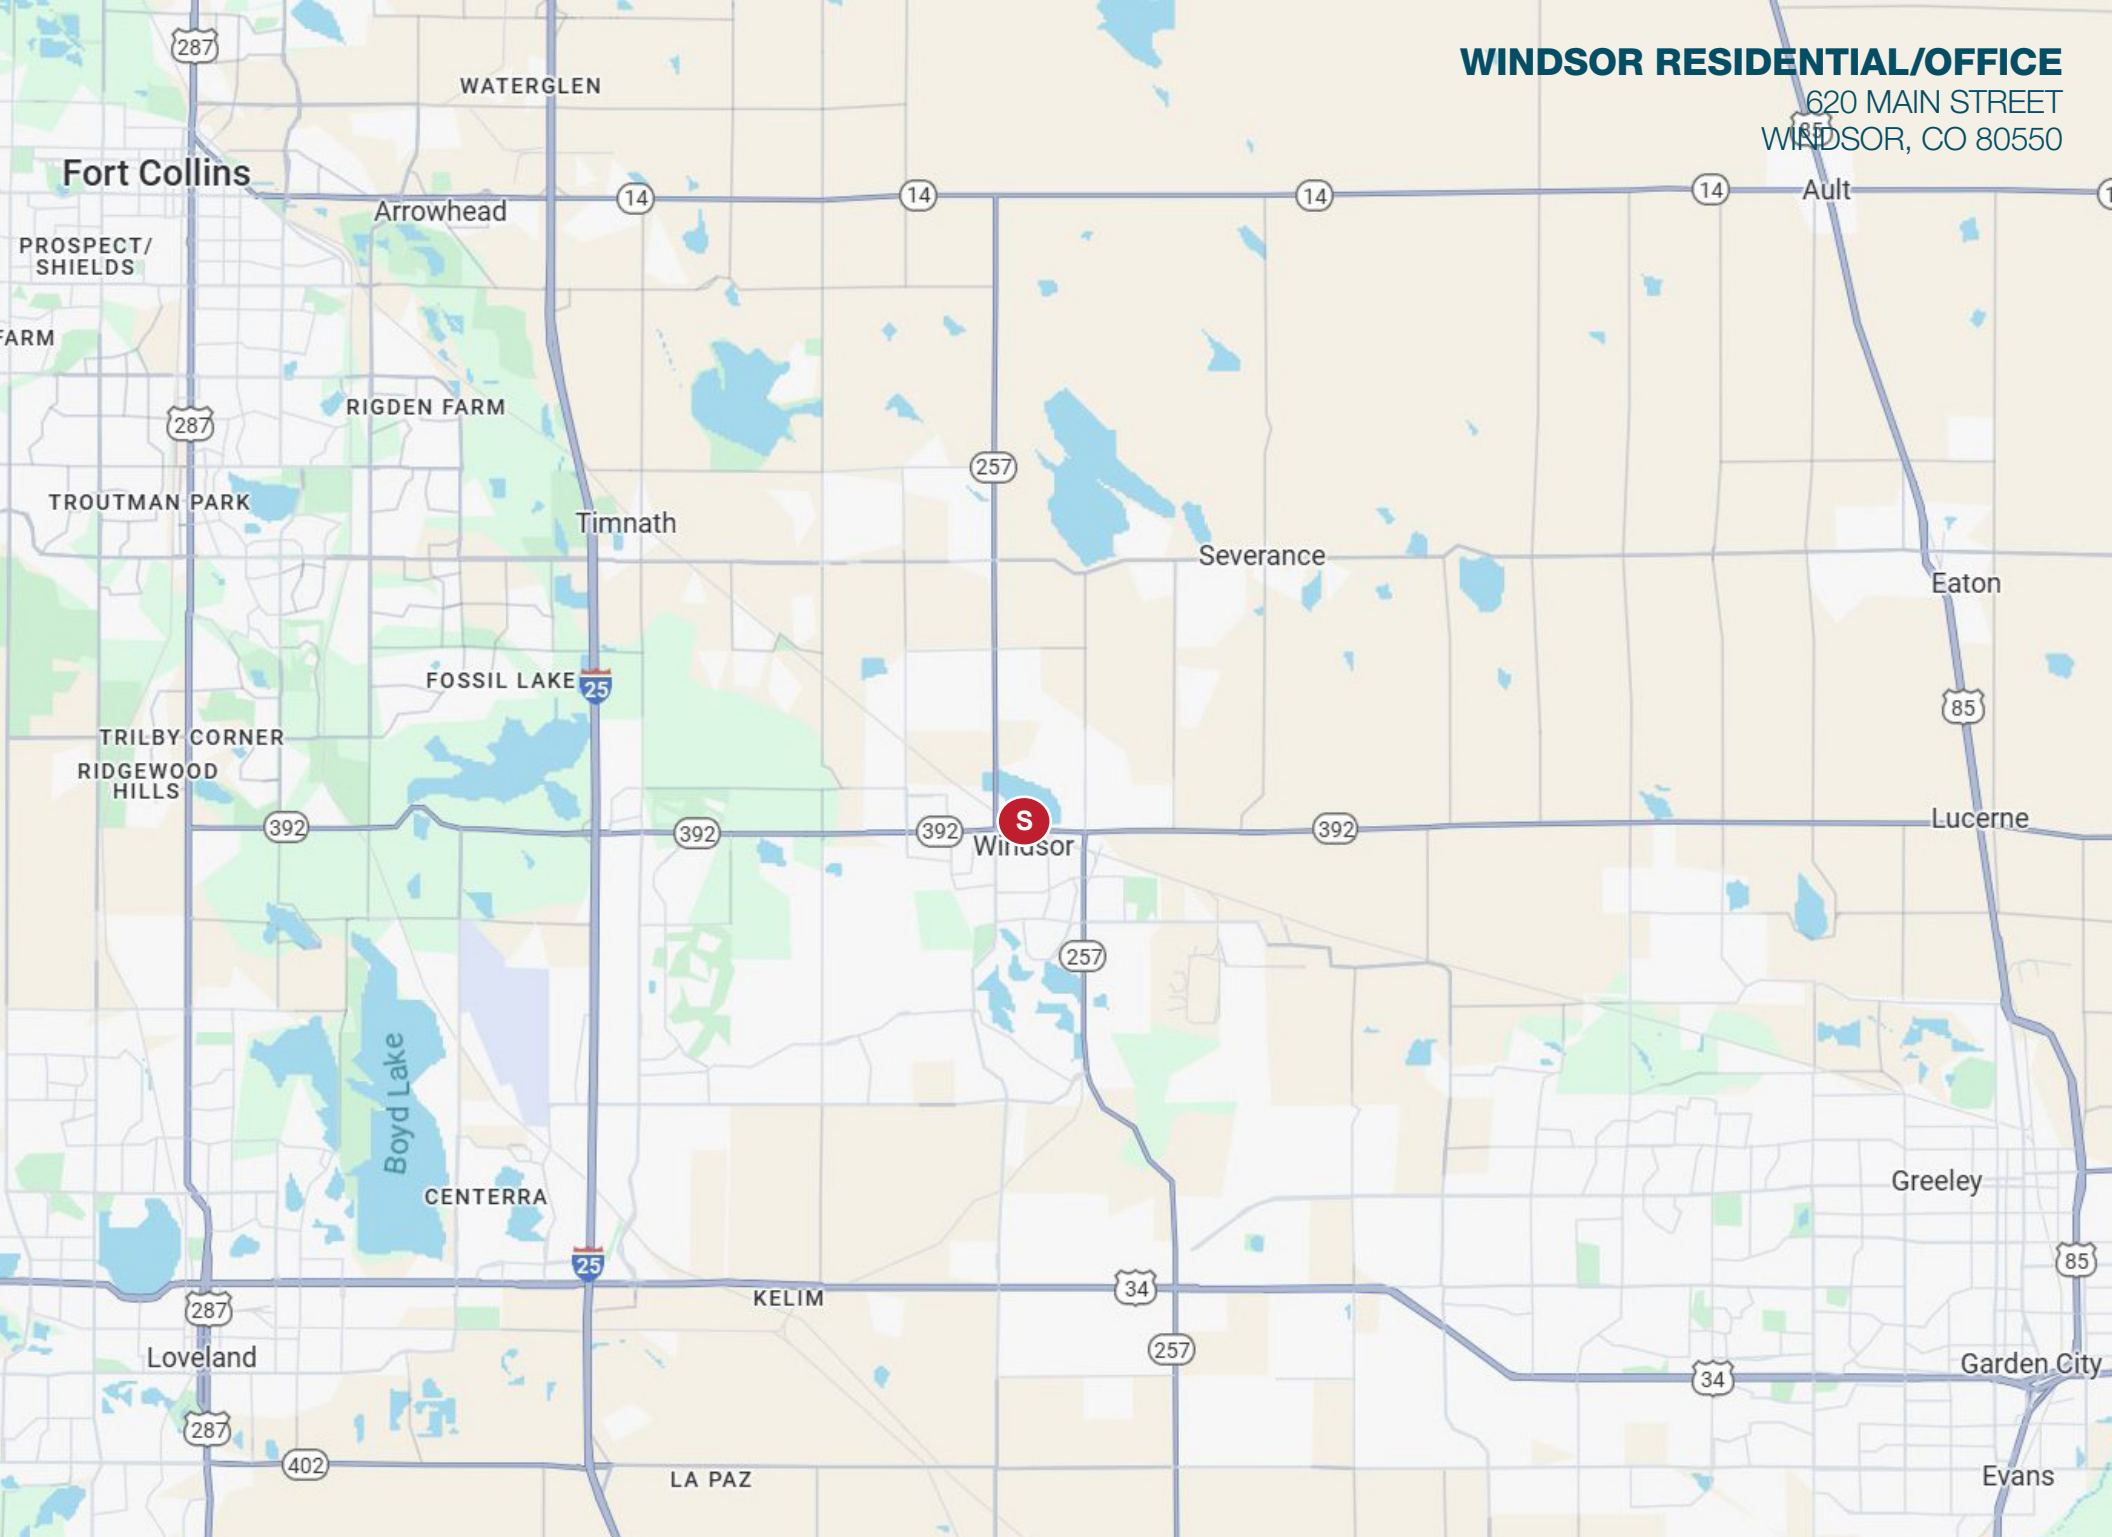 WINDSOR RESIDENTIAL/OFFICE
620 MAIN STREET
WINDSOR, CO 80550
287
WATERGLEN
85
Fort Collins
14
14
14
14
Ault
Arrowhead
PROSPECT/
SHIELDS
FARM
RIGDEN FARM
287
257
TROUTMAN PARK
Timnath
Severance
Eaton
FOSSIL LAKE
25
85
TRILBY CORNER
RIDGEWOOD
HILLS
392
392
392
S
392
Lucerne
Windsor
257
Boyd Lake
Greeley
CENTERRA
25
85
34
KELIM
287
257
Loveland
Garden City
34
287
402
LA PAZ
Evans